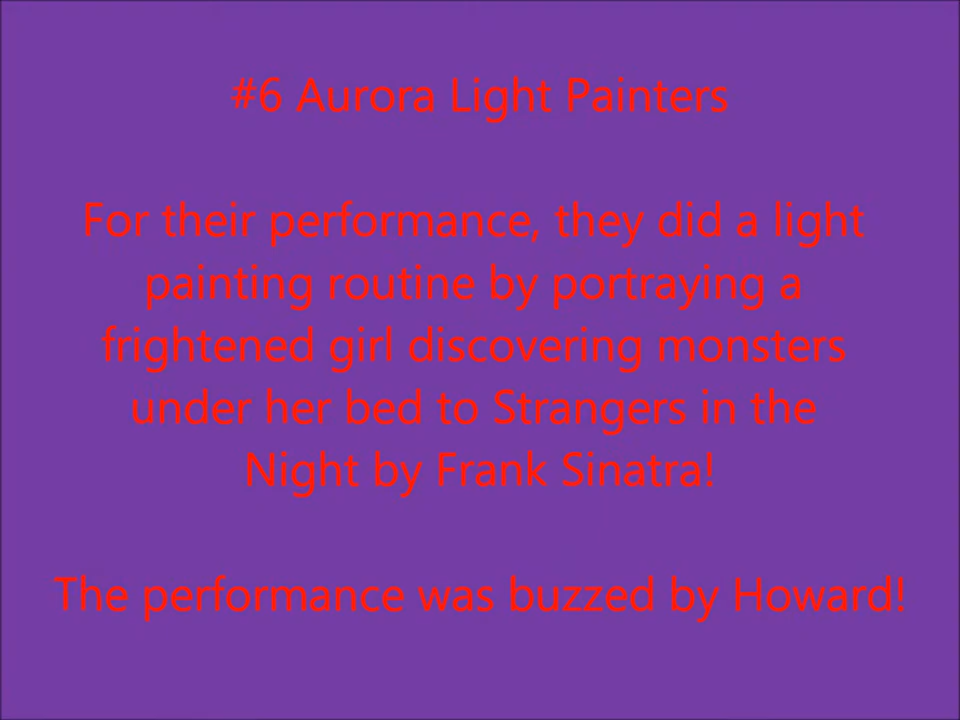 #6 Aurora Light Painters
For their performance, they did a light
painting routine by portraying a
frightened girl discovering monsters
under her bed to Strangers in the
Night by Frank Sinatra!
The performance was buzzed by Howard!